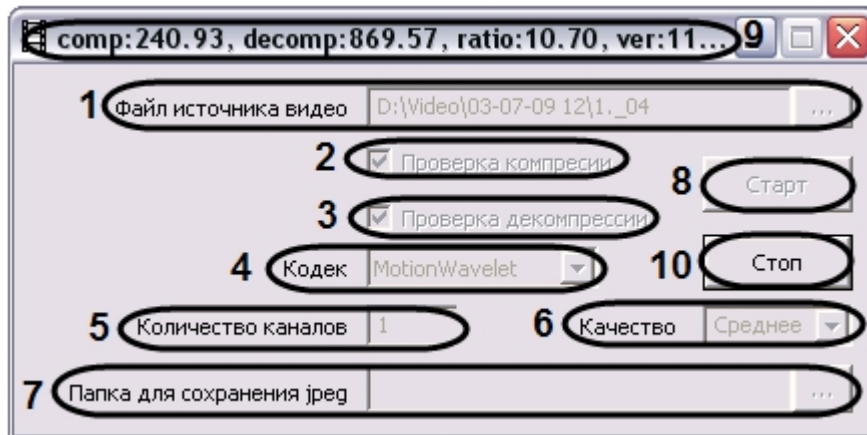 comp:240.93, decomp:869.57, ratio:10.70, ver:11... 9
1 Файл источника видео D:\Video\03-07-09 12\1._04 ...
2 Проверка компресии
8 Старт
3 Проверка декомпрессии
4 Кодек MotionWavelet
10 Стоп
5 Количество каналов 1
6 Качество Среднее
7 Папка для сохранения jpeg ...